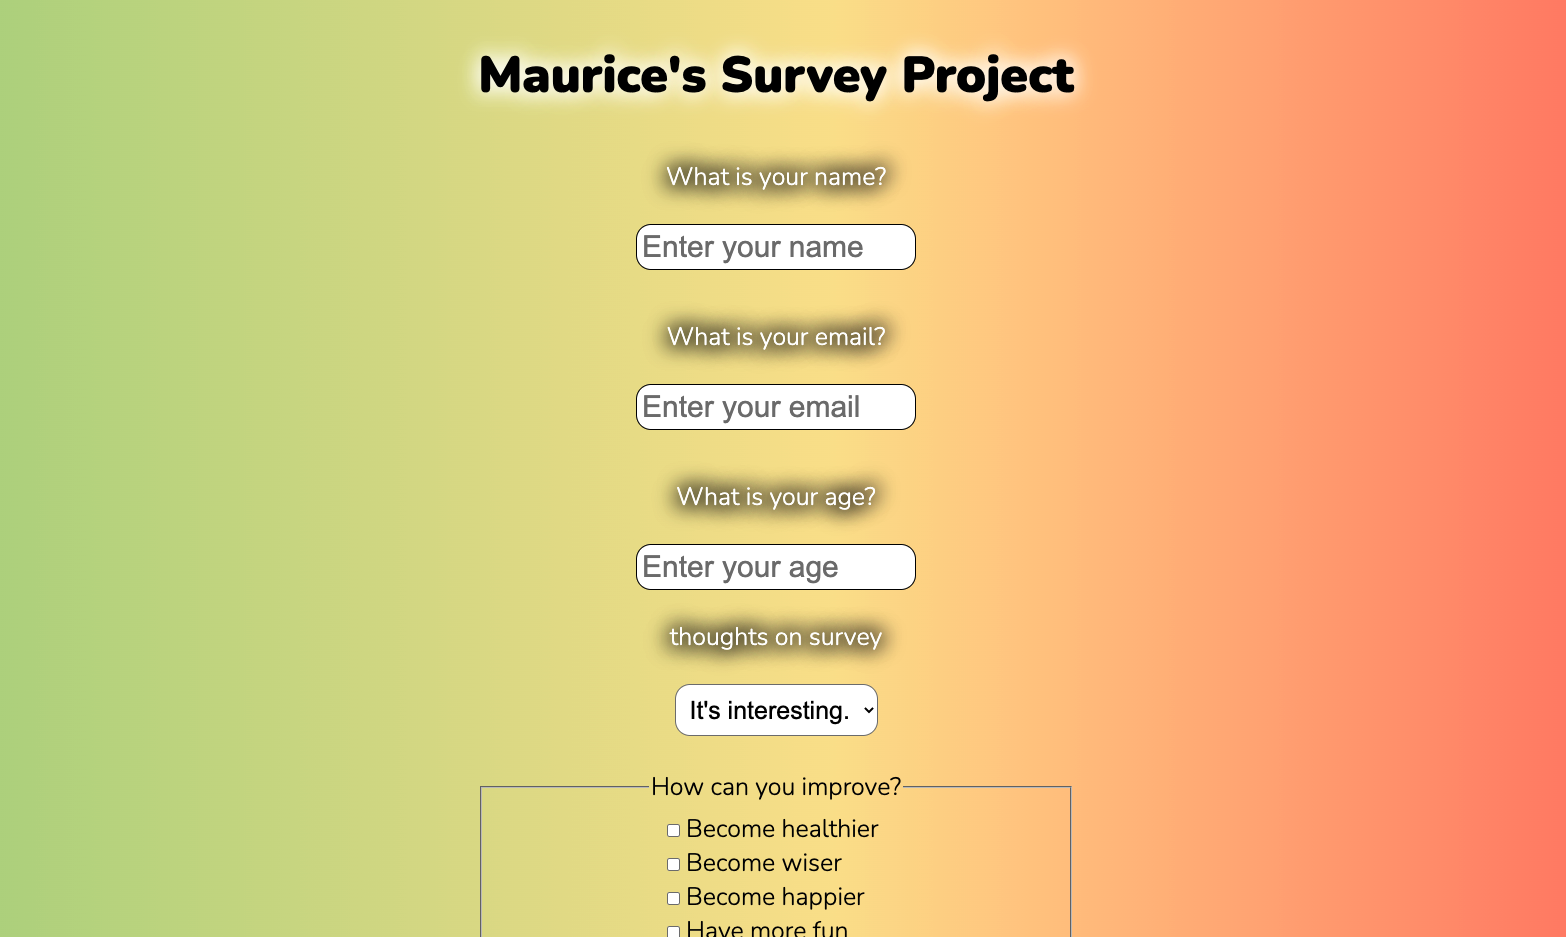 Maurice's Survey Project
What is your name?
Enter your name
What is your email?
Enter your email
What is your age?
Enter your age
thoughts on survey
It's interesting.
How can you improve?
Become healthier
Become wiser
Become happier
Have more fun